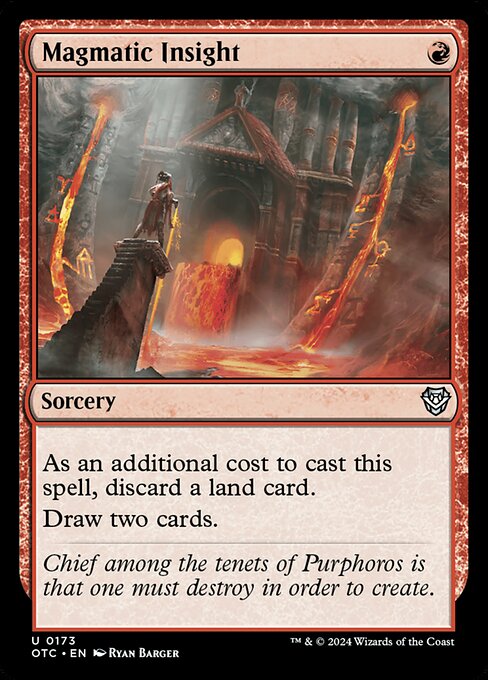 Magmatic Insight
Sorcery
As an additional cost to cast this
spell, discard a land card.
Draw two cards.
Chief among the tenets of Purphoros is
that one must destroy in order to create.
U 0173
OTC • EN Ryan Barger
™ & © 2024 Wizards of the Coast